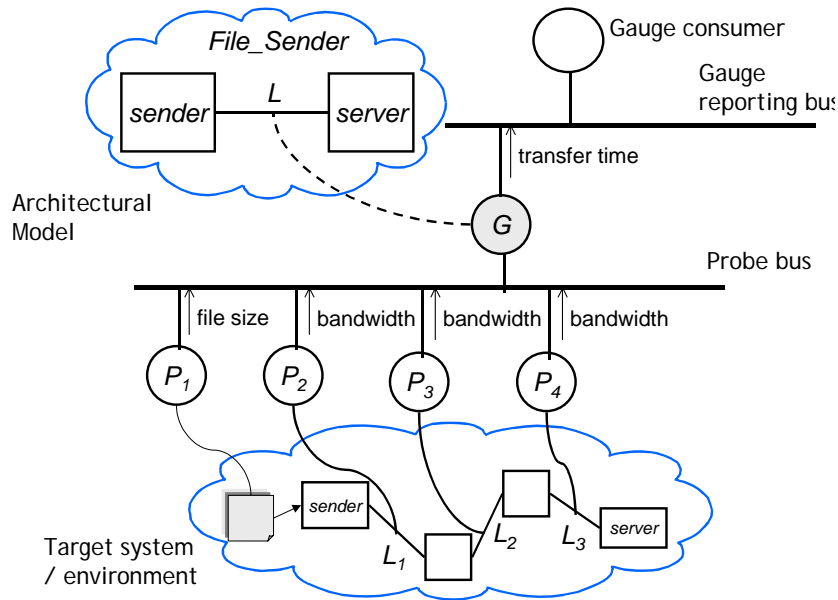 File_Sender
Gauge consumer
sender
L
server
Gauge
reporting bus
transfer time
Architectural
Model
G
Probe bus
file size
bandwidth
bandwidth
bandwidth
P1
P2
P3
P4
sender
L1
L2
L3
server
Target system
/ environment